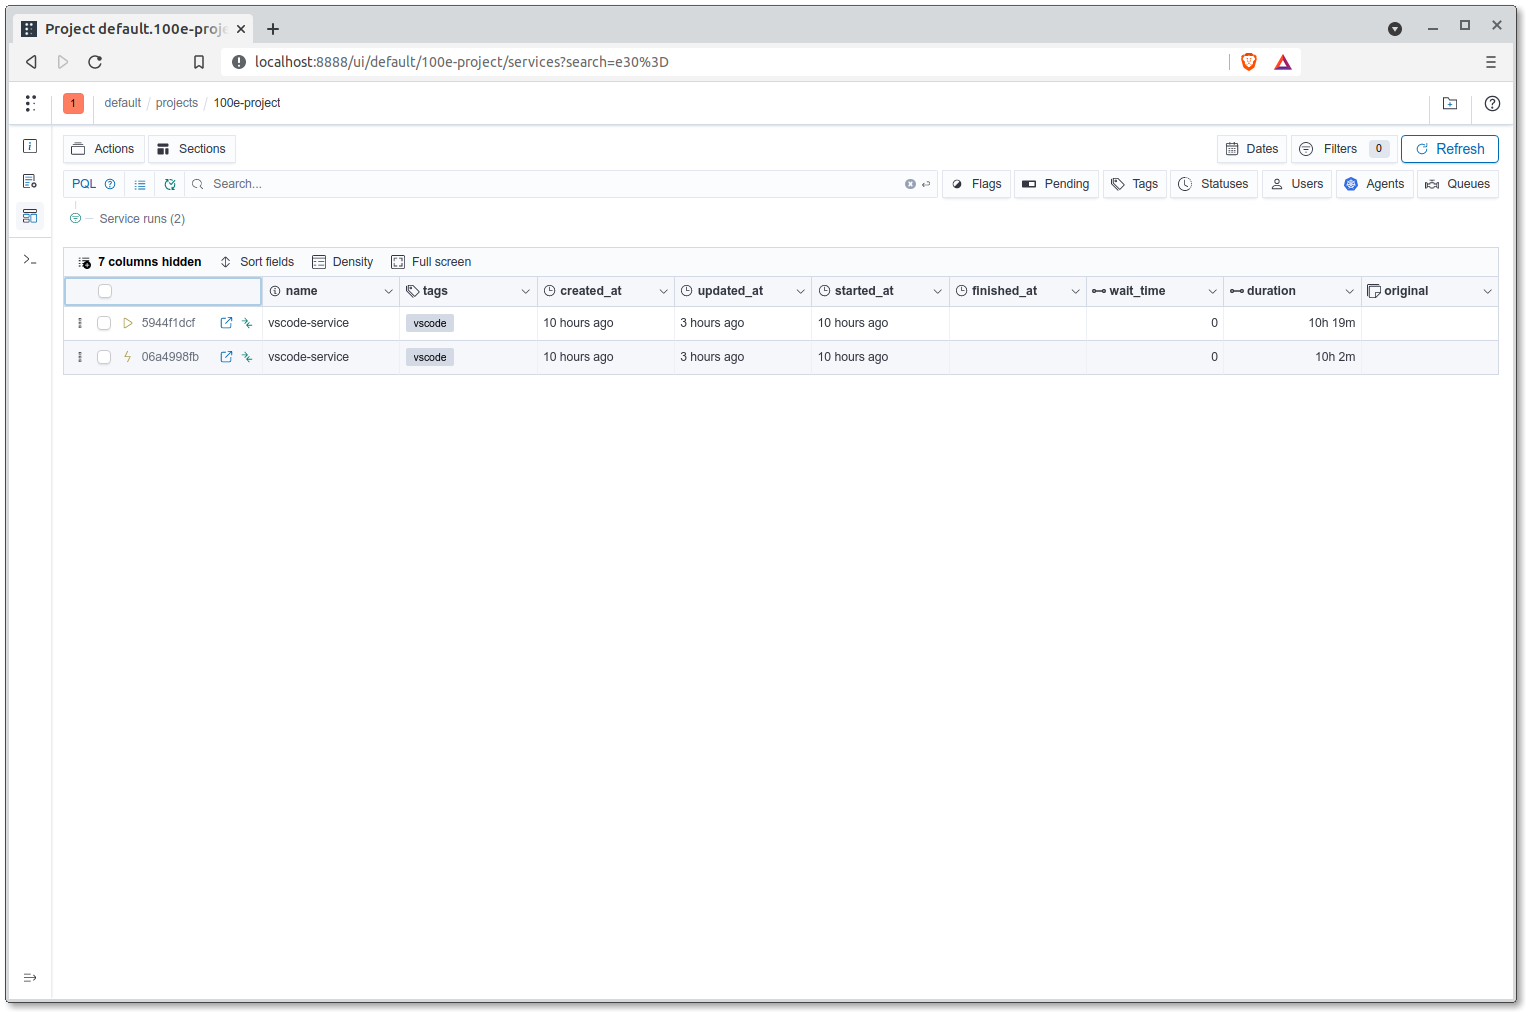 Project default.100e-proje
localhost:8888/ui/default/100e-project/services?search=e30%3D
1 default / projects / 100e-project
Actions Sections Dates Filters 0 Refresh
PQL Search... Flags Pending Tags Statuses Users Agents Queues
Service runs (2)
7 columns hidden Sort fields Density Full screen
name tags created_at updated_at started_at finished_at wait_time duration original
5944f1dcf vscode-service vscode 10 hours ago 3 hours ago 10 hours ago 0 10h 19m
06a4998fb vscode-service vscode 10 hours ago 3 hours ago 10 hours ago 0 10h 2m